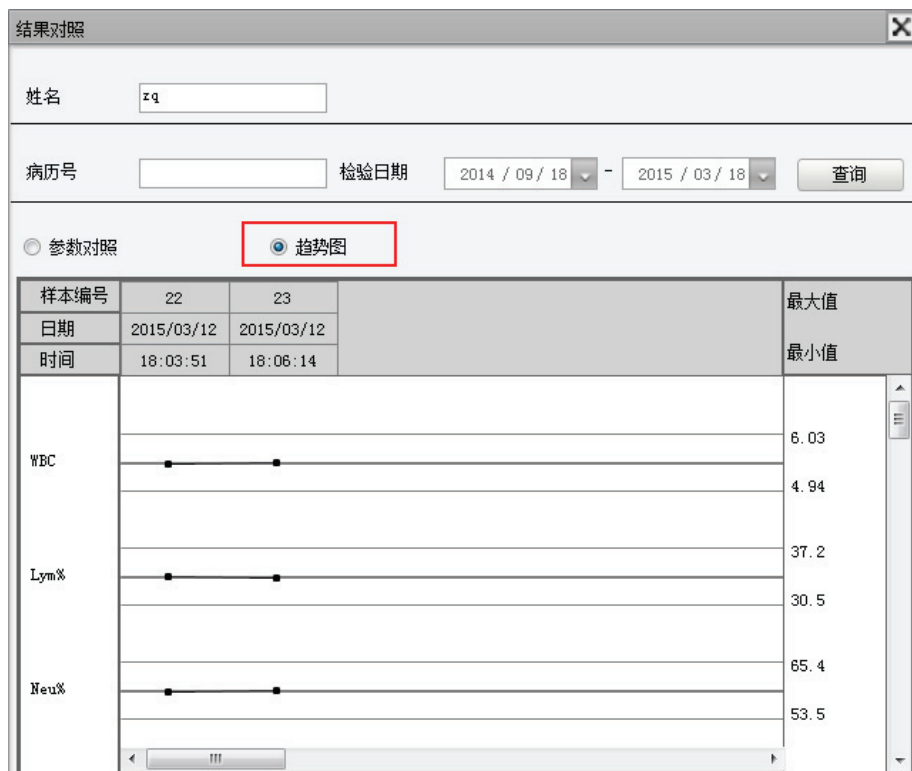 结果对照
姓名 zq
病历号 检验日期 2014 / 09 / 18 - 2015 / 03 / 18 查询
参数对照 趋势图
样本编号 22 23 最大值
日期 2015/03/12 2015/03/12
时间 18:03:51 18:06:14 最小值
6.03
WBC
4.94
37.2
Lym%
30.5
65.4
Neu%
53.5